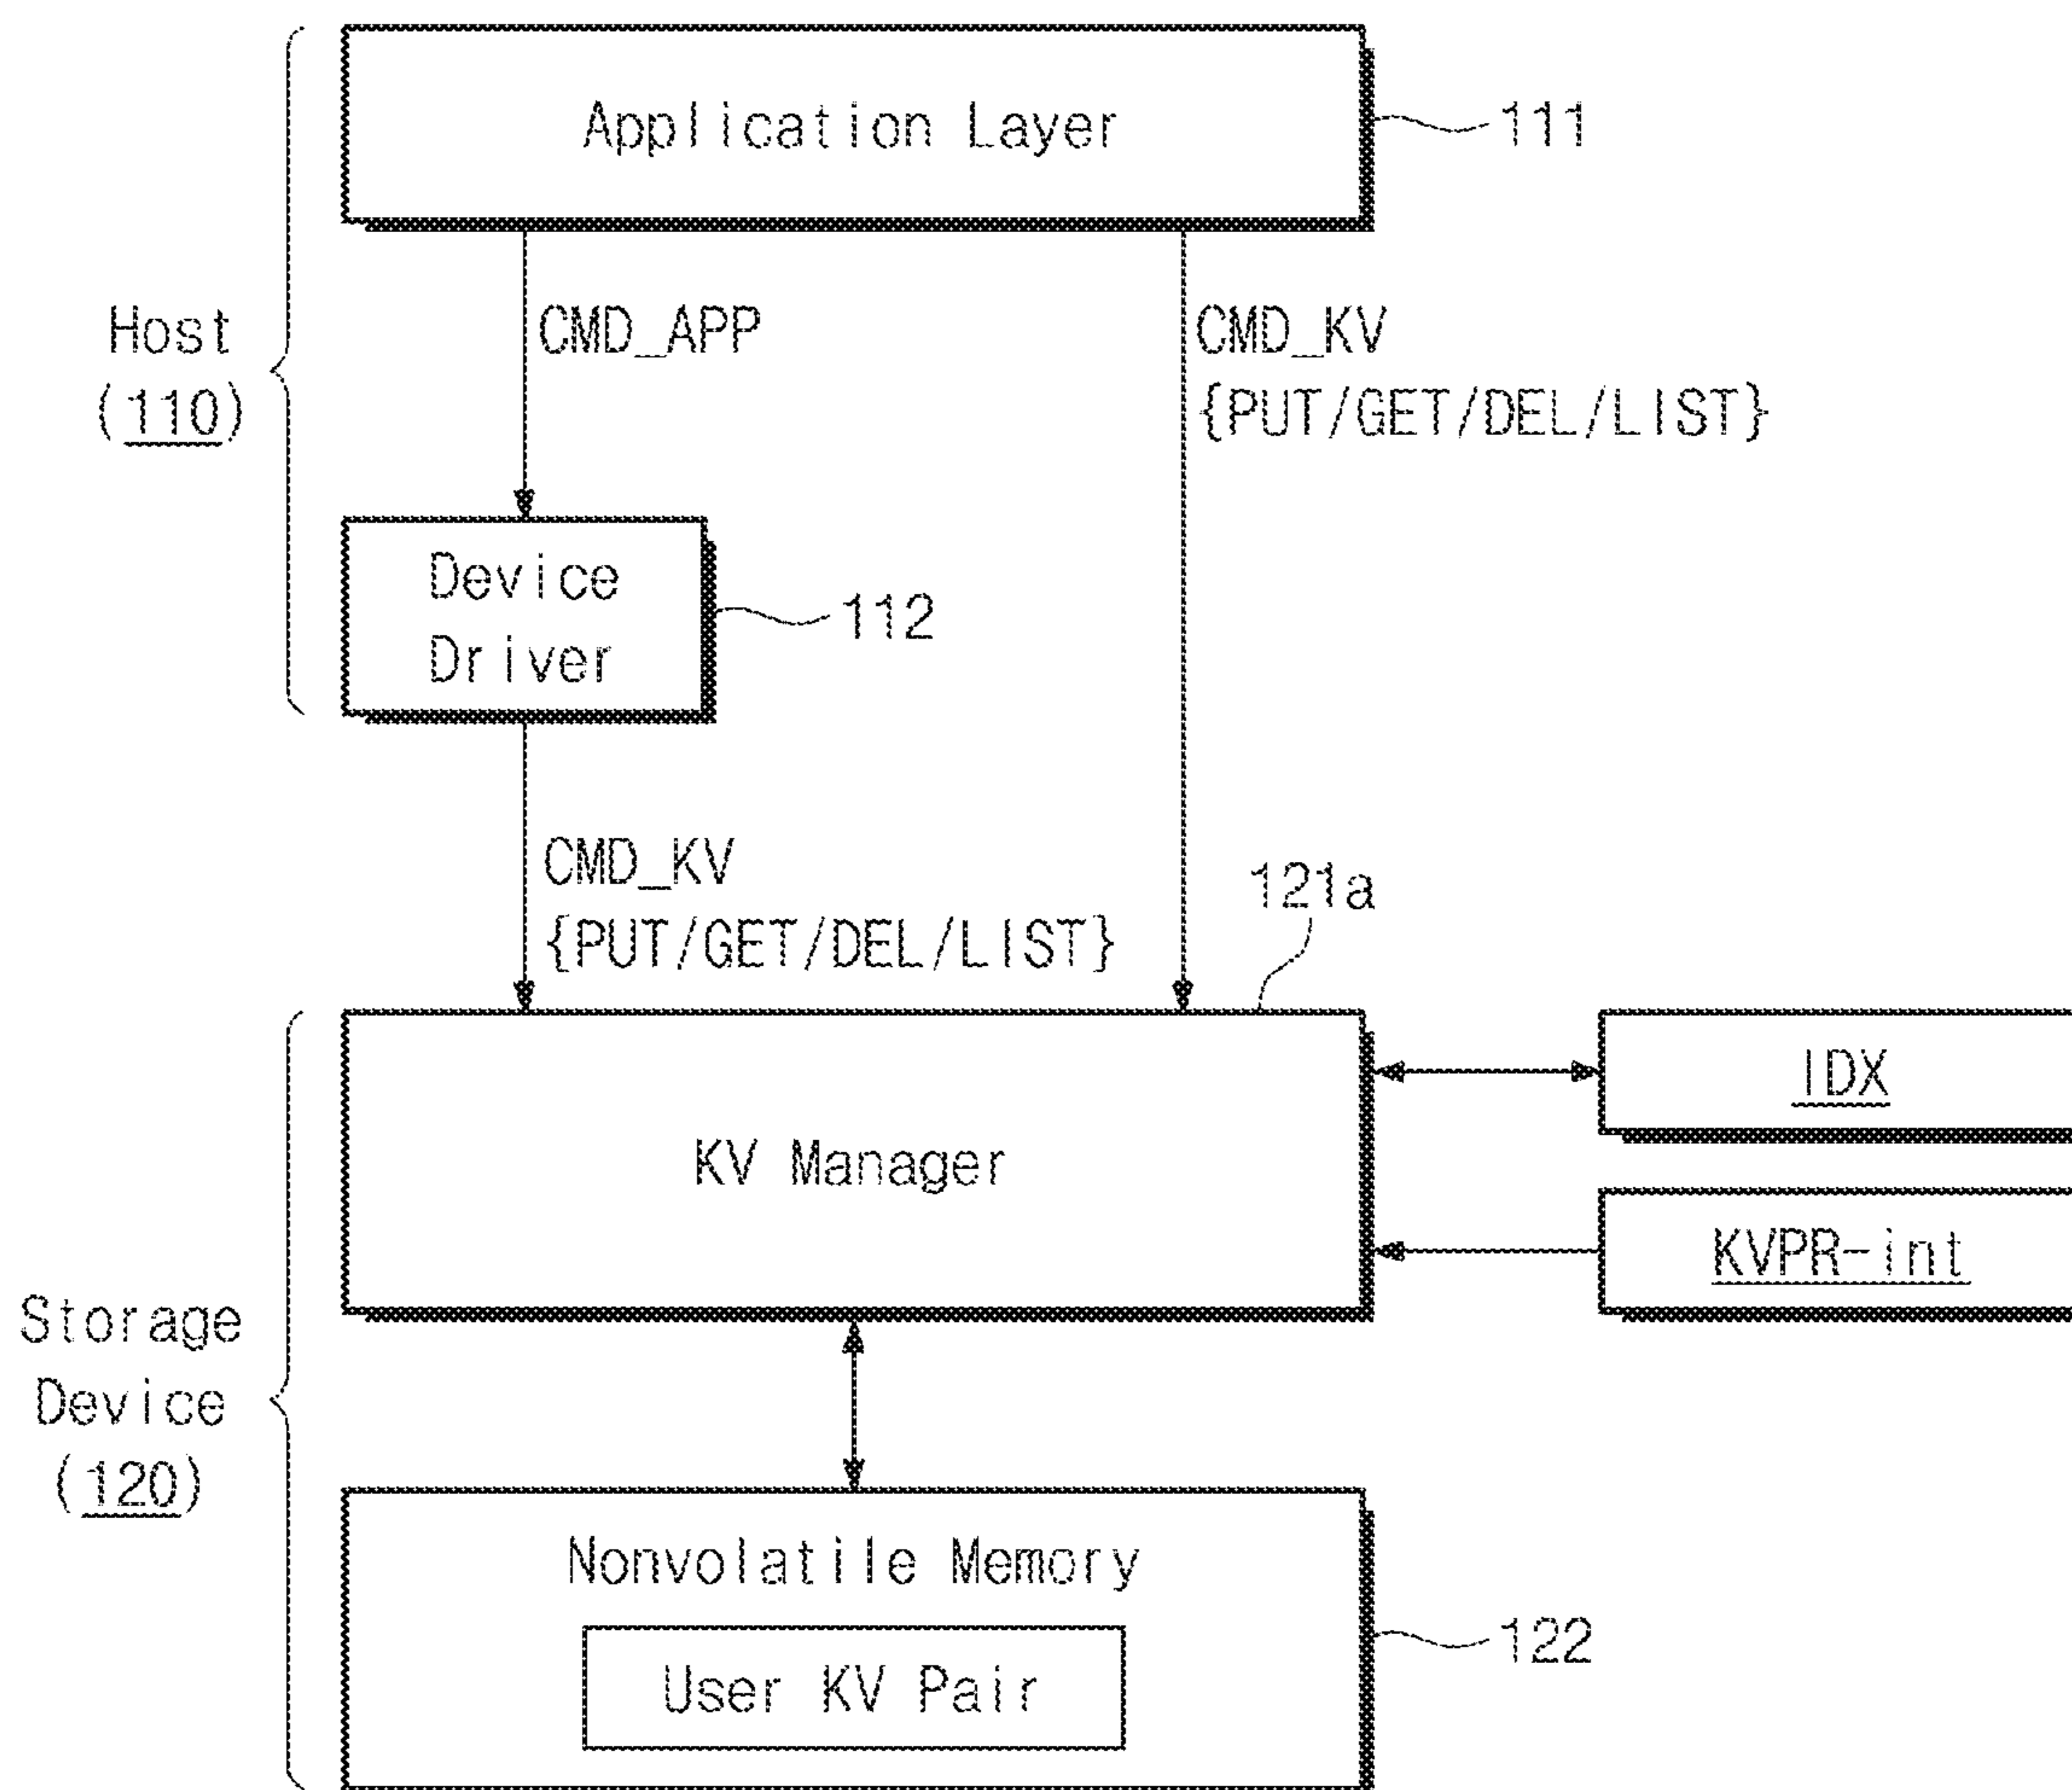 Application Layer
111
Host
(110)
CMD_APP
CMD_KV
{PUT/GET/DEL/LIST}
Device
Driver
112
CMD_KV
{PUT/GET/DEL/LIST}
121a
KV Manager
IDX
KVPR-int
Storage
Device
(120)
Nonvolatile Memory
User KV Pair
122